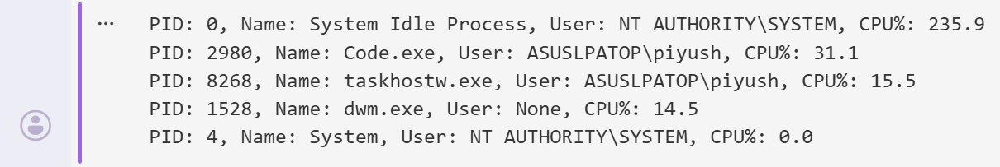 ... PID: 0, Name: System Idle Process, User: NT AUTHORITY\SYSTEM, CPU%: 235.9
PID: 2980, Name: Code.exe, User: ASUSLPATOP\piyush, CPU%: 31.1
PID: 8268, Name: taskhostw.exe, User: ASUSLPATOP\piyush, CPU%: 15.5
PID: 1528, Name: dwm.exe, User: None, CPU%: 14.5
PID: 4, Name: System, User: NT AUTHORITY\SYSTEM, CPU%: 0.0